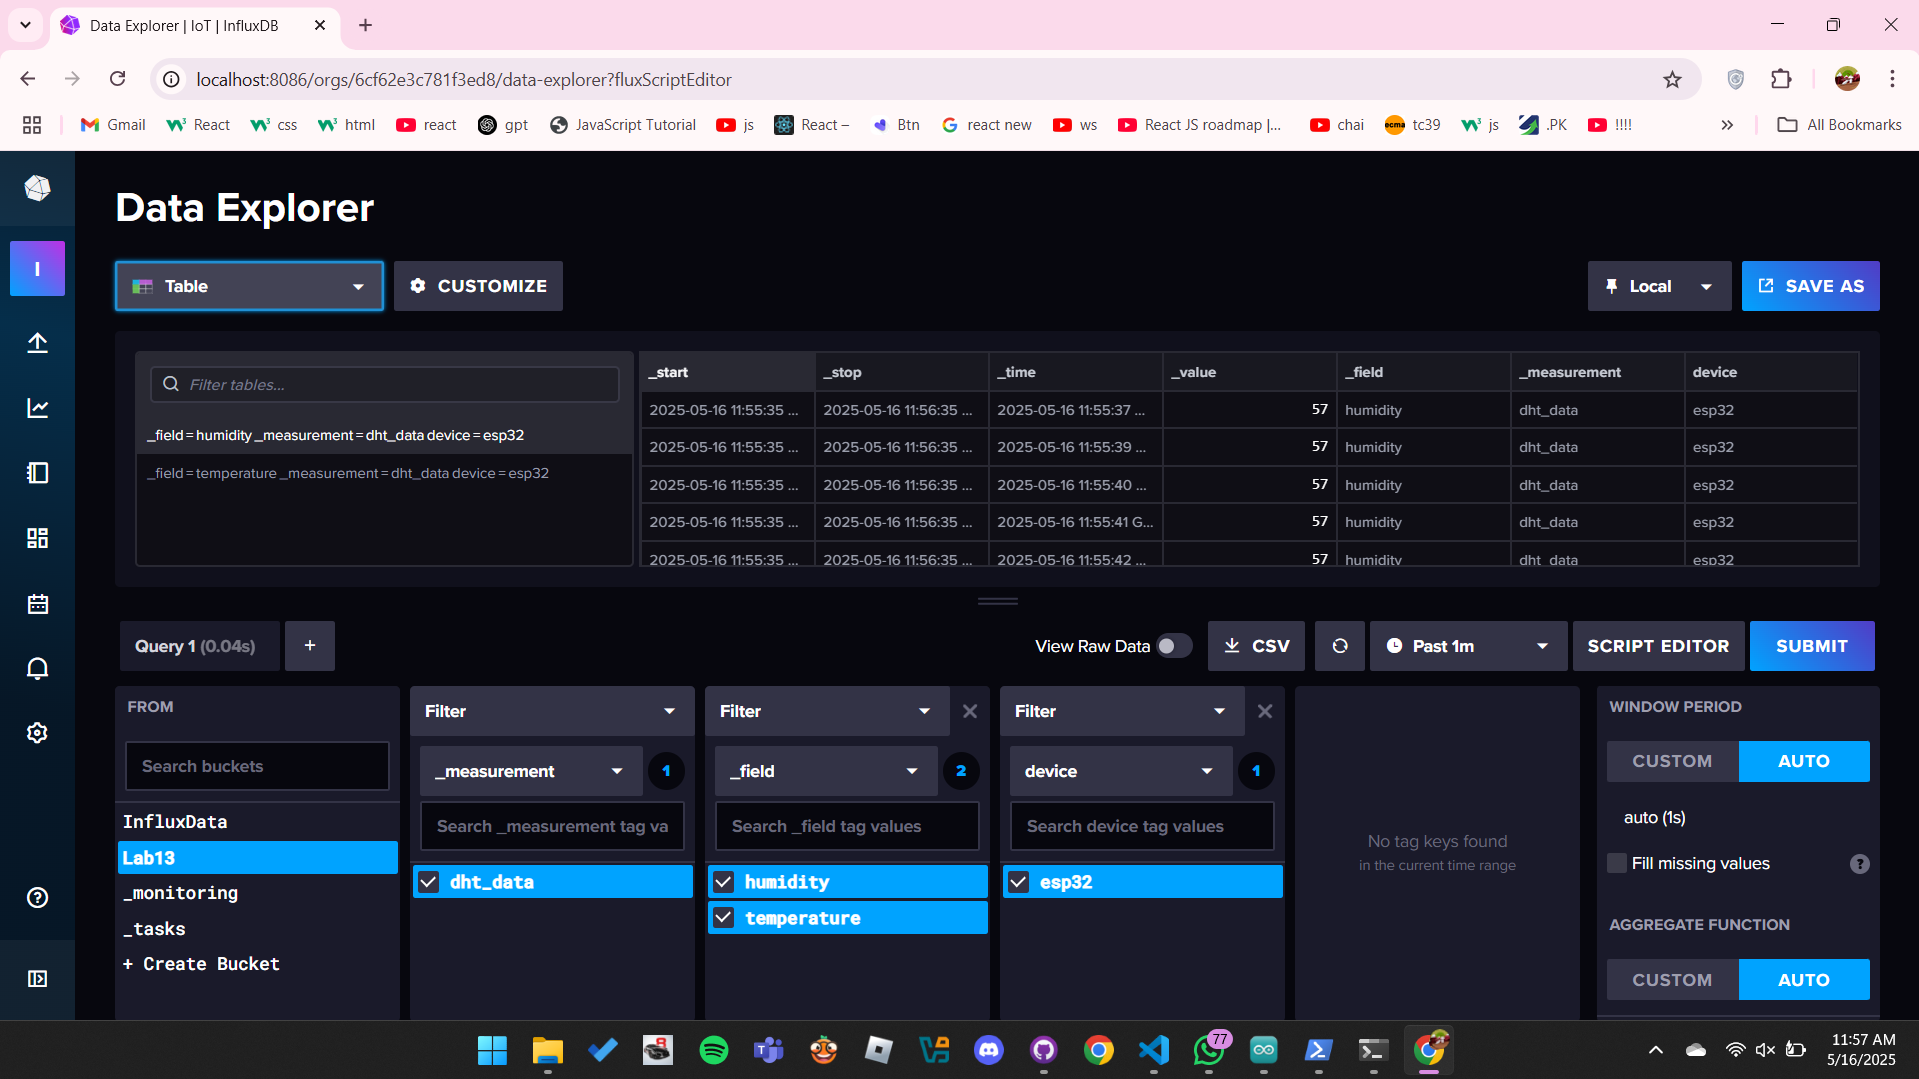 Data Explorer | IoT | InfluxDB
localhost:8086/orgs/6cf62e3c781f3ed8/data-explorer?fluxScriptEditor
Gmail React css html react gpt JavaScript Tutorial js React – Btn react new ws React JS roadmap |... chai tc39 js .PK !!!! » All Bookmarks
Data Explorer
I
Table CUSTOMIZE Local SAVE AS
Filter tables...
_field = humidity _measurement = dht_data device = esp32
_field = temperature _measurement = dht_data device = esp32
_start _stop _time _value _field _measurement device
2025-05-16 11:55:35 ... 2025-05-16 11:56:35 ... 2025-05-16 11:55:37 ... 57 humidity dht_data esp32
2025-05-16 11:55:35 ... 2025-05-16 11:56:35 ... 2025-05-16 11:55:39 ... 57 humidity dht_data esp32
2025-05-16 11:55:35 ... 2025-05-16 11:56:35 ... 2025-05-16 11:55:40 ... 57 humidity dht_data esp32
2025-05-16 11:55:35 ... 2025-05-16 11:56:35 ... 2025-05-16 11:55:41 G... 57 humidity dht_data esp32
2025-05-16 11:55:35 ... 2025-05-16 11:56:35 ... 2025-05-16 11:55:42 ... 57 humidity dht_data esp32
Query 1 (0.04s) + View Raw Data CSV Past 1m SCRIPT EDITOR SUBMIT
FROM
Search buckets
InfluxData
Lab13
_monitoring
_tasks
+ Create Bucket
Filter
_measurement 1
Search _measurement tag va
dht_data
Filter
_field 2
Search _field tag values
humidity
temperature
Filter
device 1
Search device tag values
esp32
No tag keys found
in the current time range
WINDOW PERIOD
CUSTOM AUTO
auto (1s)
Fill missing values ?
AGGREGATE FUNCTION
CUSTOM AUTO
77
11:57 AM
5/16/2025